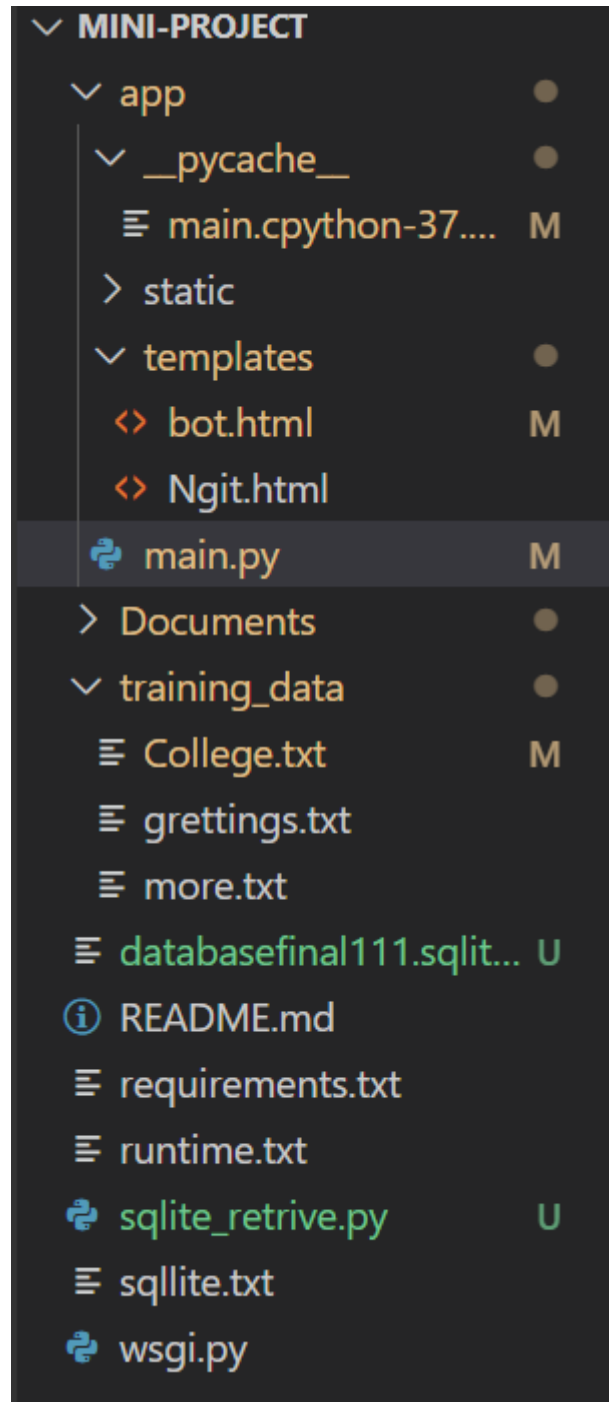 MINI-PROJECT
app
__pycache__
main.cpython-37.... M
static
templates
bot.html M
Ngit.html
main.py M
Documents
training_data
College.txt M
grettings.txt
more.txt
databasefinal111.sqlit... U
README.md
requirements.txt
runtime.txt
sqlite_retrive.py U
sqllite.txt
wsgi.py